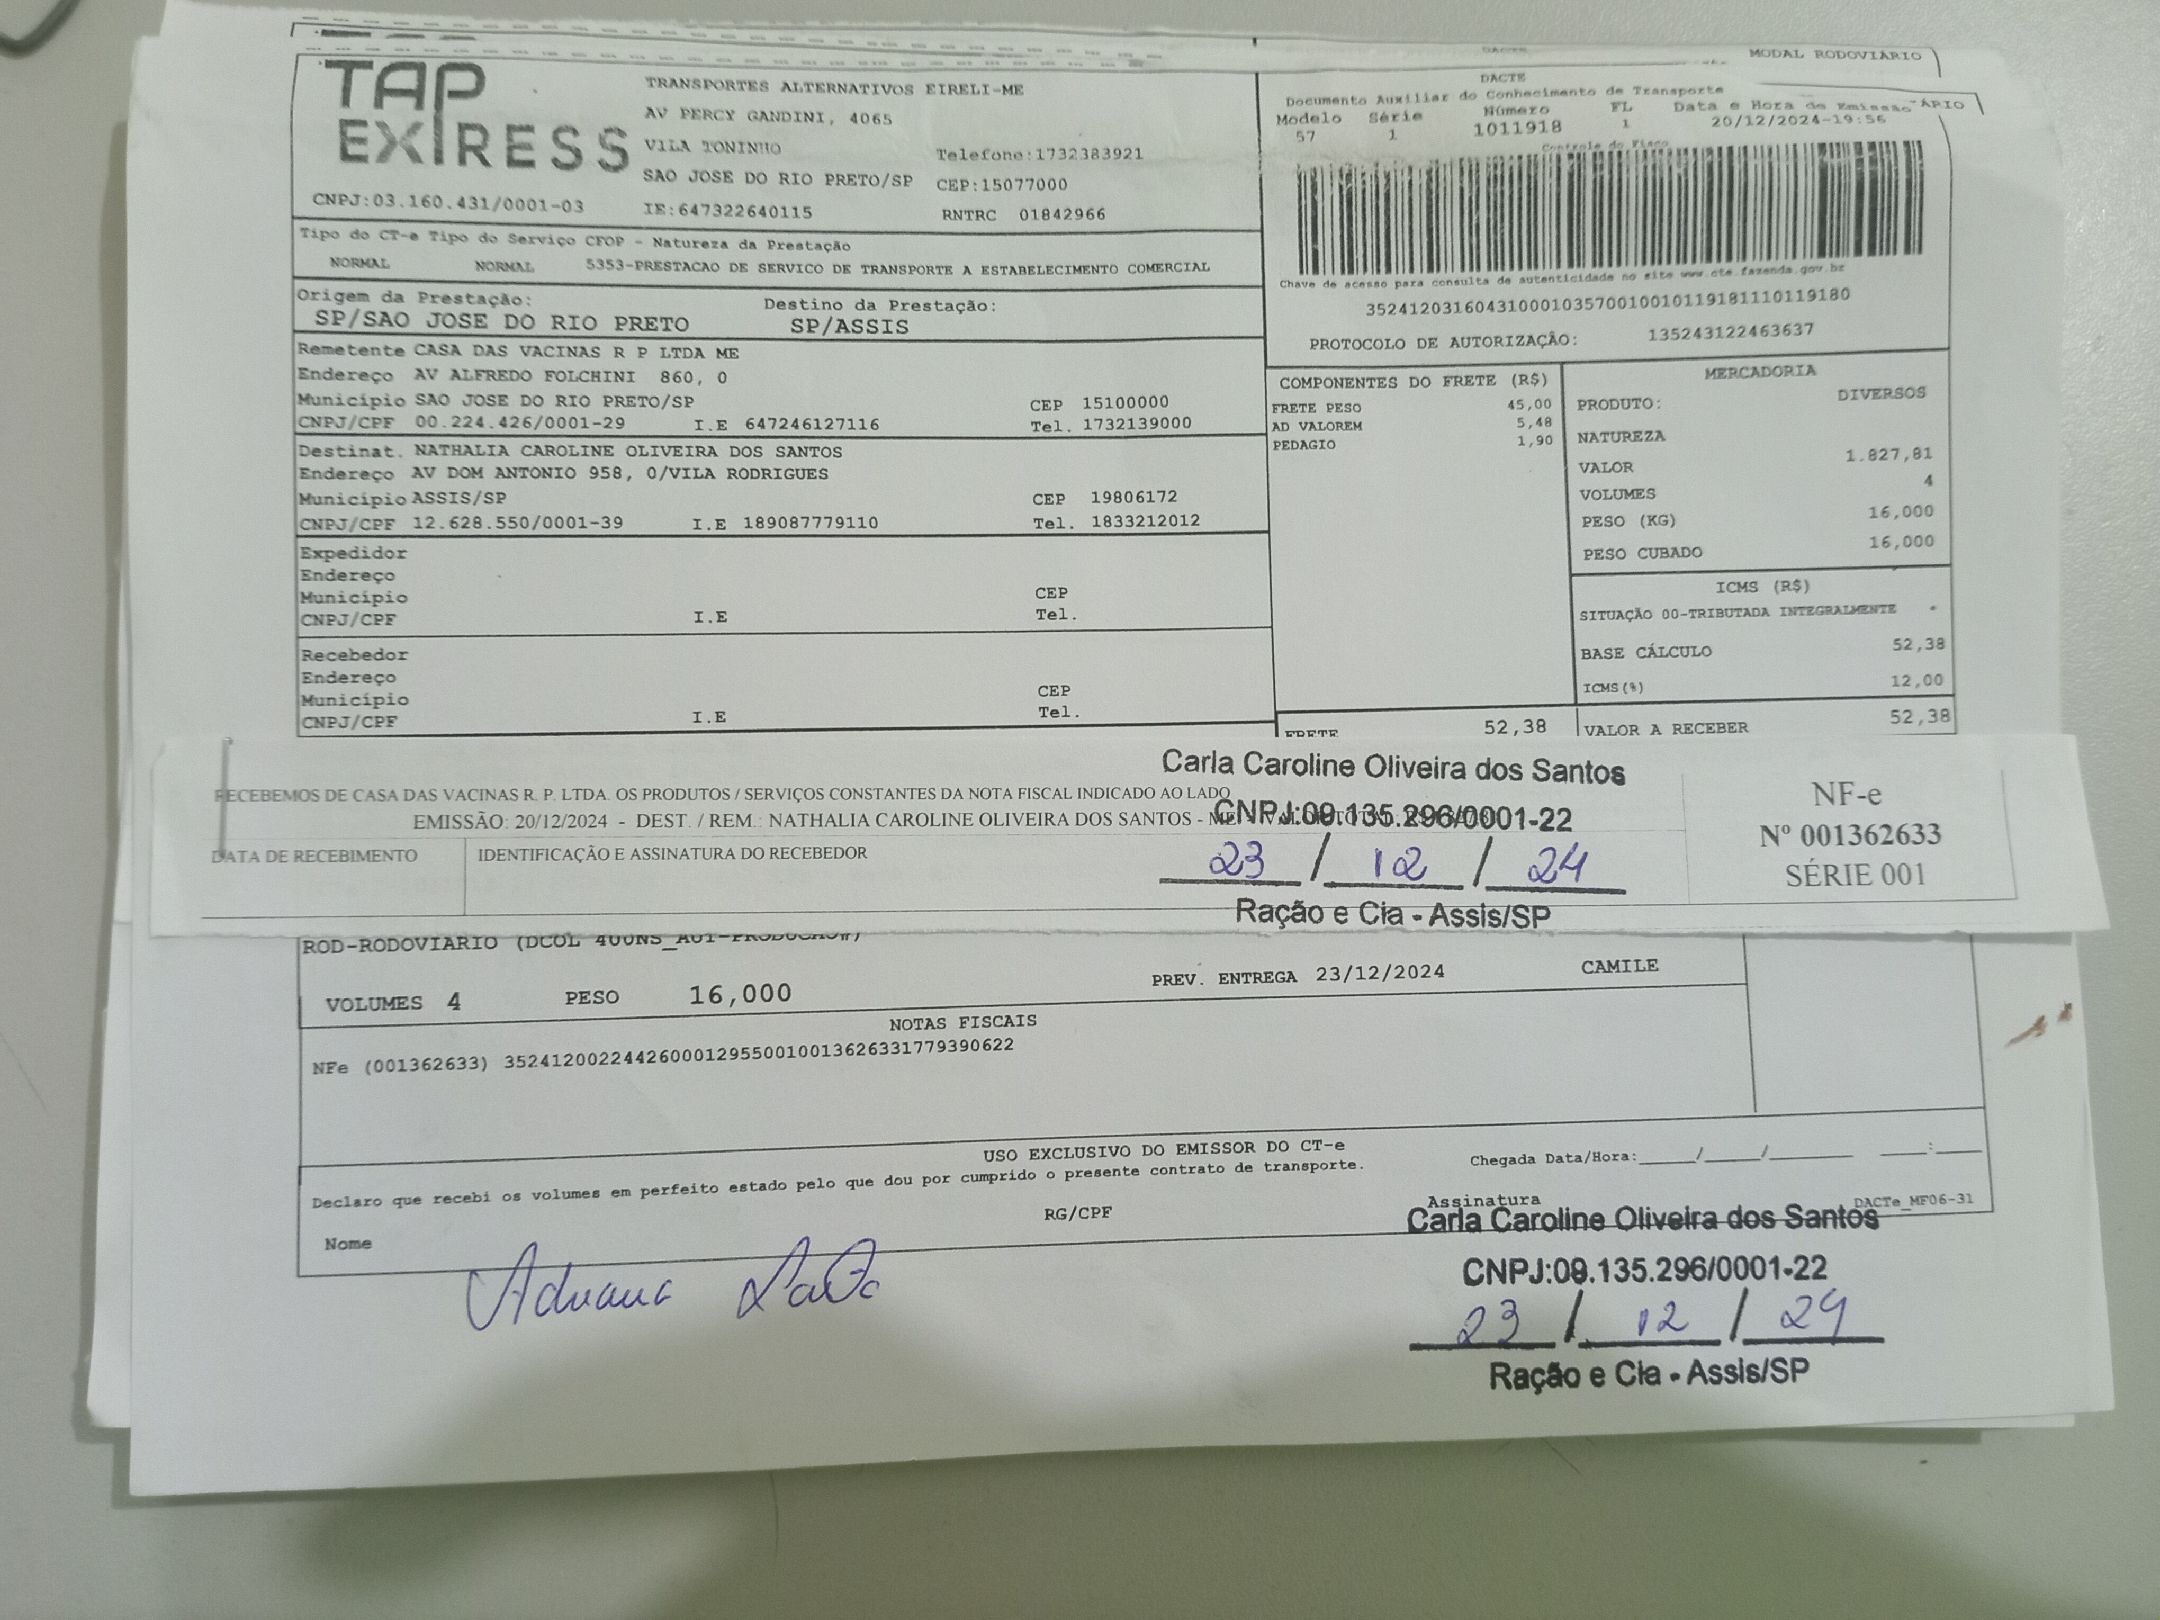 MODAL RODOVIÁRIO
TAP EXPRESS
TRANSPORTES ALTERNATIVOS EIRELI-ME
AV PERCY GANDINI, 4065
VILA TONINHO
Telefone:1732383921
SAO JOSE DO RIO PRETO/SP CEP:15077000
CNPJ:03.160.431/0001-03 IE:647322640115 RNTRC 01842966
DACTE
Documento Auxiliar do Conhecimento de Transporte
Modelo Série Número FL Data e Hora de Emissão
57 1 1011918 1 20/12/2024-19:56
ÁRIO
Controle do Fisco
Chave de acesso para consulta de autenticidade no site www.cte.fazenda.gov.br
35241203160431000103570010010119181110119180
PROTOCOLO DE AUTORIZAÇÃO: 135243122463637
Tipo do CT-e Tipo do Serviço CFOP - Natureza da Prestação
NORMAL NORMAL 5353-PRESTACAO DE SERVICO DE TRANSPORTE A ESTABELECIMENTO COMERCIAL
Origem da Prestação: Destino da Prestação:
SP/SAO JOSE DO RIO PRETO SP/ASSIS
Remetente CASA DAS VACINAS R P LTDA ME
Endereço AV ALFREDO FOLCHINI 860, 0
Município SAO JOSE DO RIO PRETO/SP CEP 15100000
CNPJ/CPF 00.224.426/0001-29 I.E 647246127116 Tel. 1732139000
Destinat. NATHALIA CAROLINE OLIVEIRA DOS SANTOS
Endereço AV DOM ANTONIO 958, 0/VILA RODRIGUES
Município ASSIS/SP CEP 19806172
CNPJ/CPF 12.628.550/0001-39 I.E 189087779110 Tel. 1833212012
Expedidor
Endereço
Município CEP
CNPJ/CPF I.E Tel.
Recebedor
Endereço
Município CEP
CNPJ/CPF I.E Tel.
COMPONENTES DO FRETE (R$)
FRETE PESO 45,00
AD VALOREM 5,48
PEDAGIO 1,90
MERCADORIA
PRODUTO: DIVERSOS
NATUREZA
VALOR 1.827,81
VOLUMES 4
PESO (KG) 16,000
PESO CUBADO 16,000
ICMS (R$)
SITUAÇÃO 00-TRIBUTADA INTEGRALMENTE
BASE CÁLCULO 52,38
ICMS(%) 12,00
FRETE 52,38 VALOR A RECEBER 52,38
RECEBEMOS DE CASA DAS VACINAS R. P. LTDA. OS PRODUTOS / SERVIÇOS CONSTANTES DA NOTA FISCAL INDICADO AO LADO
EMISSÃO: 20/12/2024 - DEST. / REM.: NATHALIA CAROLINE OLIVEIRA DOS SANTOS -
DATA DE RECEBIMENTO IDENTIFICAÇÃO E ASSINATURA DO RECEBEDOR
Carla Caroline Oliveira dos Santos
CNPJ:09.135.296/0001-22
23 / 12 / 24
Ração e Cia - Assis/SP
NF-e
Nº 001362633
SÉRIE 001
ROD-RODOVIARIO
VOLUMES 4 PESO 16,000 PREV. ENTREGA 23/12/2024 CAMILE
NOTAS FISCAIS
NFe (001362633) 35241200224426000129550010013626331779390622
USO EXCLUSIVO DO EMISSOR DO CT-e
Declaro que recebi os volumes em perfeito estado pelo que dou por cumprido o presente contrato de transporte.
Chegada Data/Hora:_____/_____/_______ ____:____
Nome RG/CPF Assinatura DACTe_MF06-31
Carla Caroline Oliveira dos Santos
CNPJ:09.135.296/0001-22
23 / 12 / 24
Ração e Cia - Assis/SP